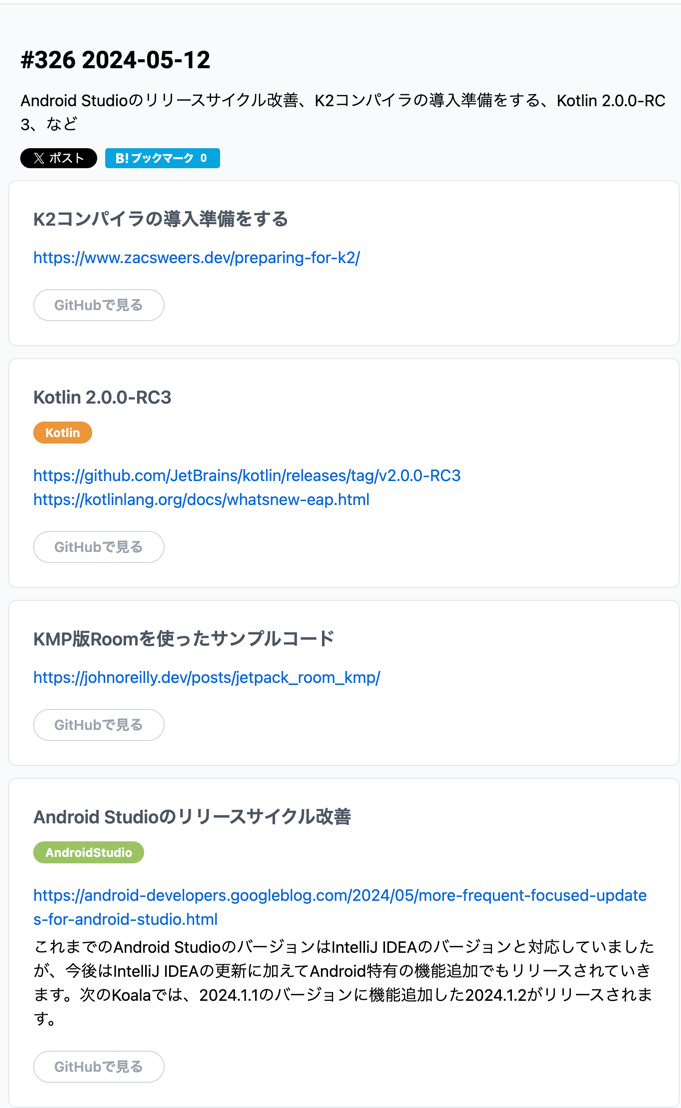 #326 2024-05-12
Android Studioのリリースサイクル改善、K2コンパイラの導入準備をする、Kotlin 2.0.0-RC
3、など
𝕏 ポスト
B!ブックマーク 0
K2コンパイラの導入準備をする
https://www.zacsweers.dev/preparing-for-k2/
GitHubで見る
Kotlin 2.0.0-RC3
Kotlin
https://github.com/JetBrains/kotlin/releases/tag/v2.0.0-RC3
https://kotlinlang.org/docs/whatsnew-eap.html
GitHubで見る
KMP版Roomを使ったサンプルコード
https://johnoreilly.dev/posts/jetpack_room_kmp/
GitHubで見る
Android Studioのリリースサイクル改善
AndroidStudio
https://android-developers.googleblog.com/2024/05/more-frequent-focused-update
s-for-android-studio.html
これまでのAndroid StudioのバージョンはIntelliJ IDEAのバージョンと対応していました
が、今後はIntelliJ IDEAの更新に加えてAndroid特有の機能追加でもリリースされていき
ます。次のKoalaでは、2024.1.1のバージョンに機能追加した2024.1.2がリリースされま
す。
GitHubで見る